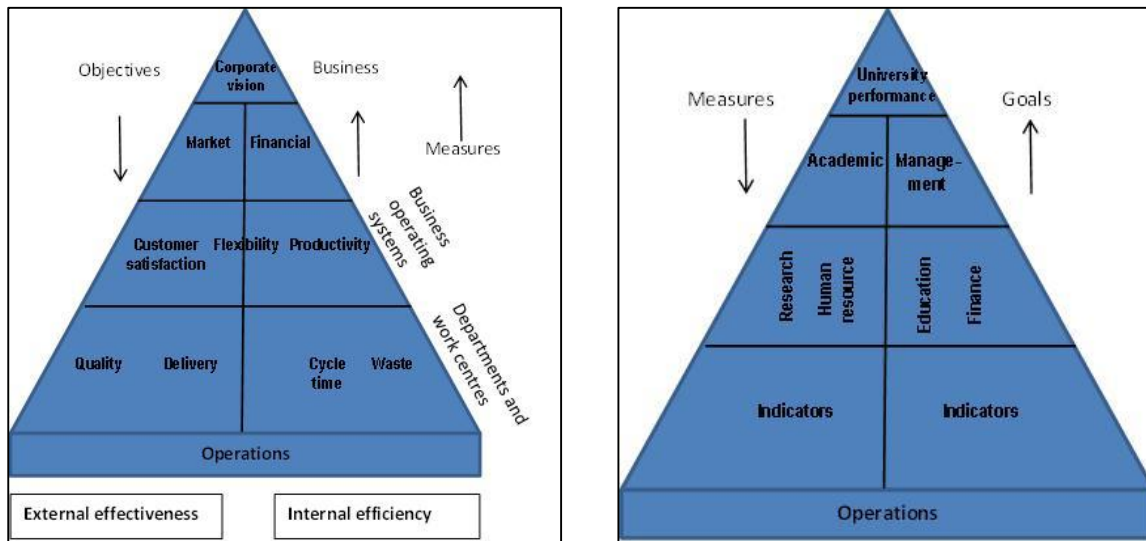 Corporate
vision
Objectives
Business
Market
Financial
Measures
Business
operating
systems
Customer
satisfaction
Flexibility
Productivity
Departments and
work centres
Quality
Delivery
Cycle
time
Waste
Operations
External effectiveness
Internal efficiency
University
performance
Measures
Goals
Academic
Manage-
ment
Research
Human
resource
Education
Finance
Indicators
Indicators
Operations